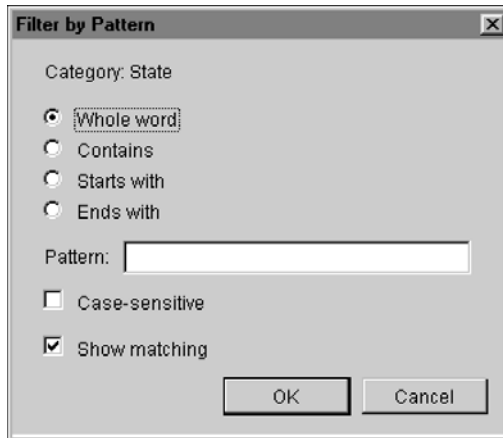 Filter by Pattern
Category: State
Whole word
Contains
Starts with
Ends with
Pattern:
Case-sensitive
Show matching
OK Cancel